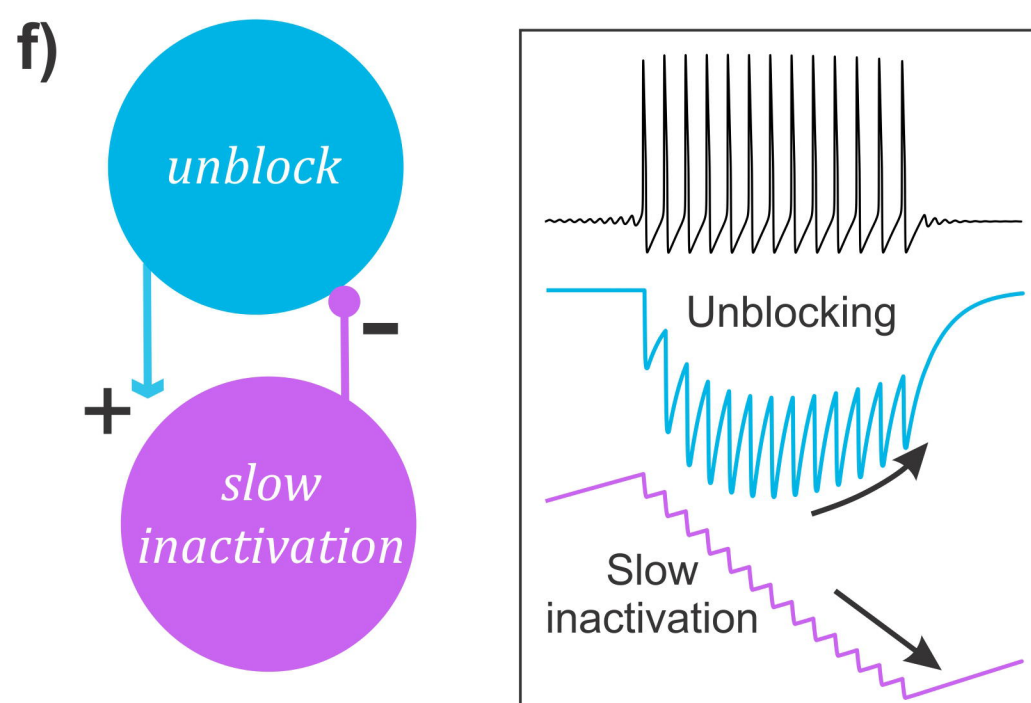 f)
unblock
−
+
slow
inactivation
Unblocking
Slow
inactivation